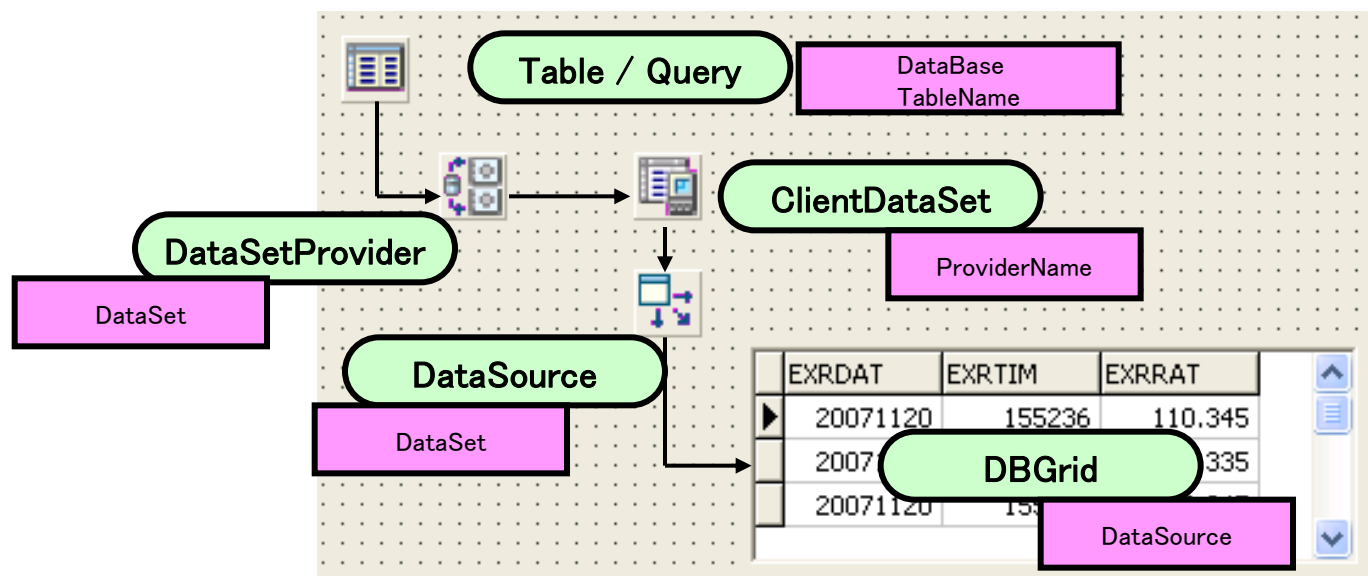 Table / Query
DataBase
TableName
ClientDataSet
ProviderName
DataSetProvider
DataSet
DataSource
DataSet
EXRDAT EXRTIM EXRRAT
20071120 155236 110.345
DBGrid
20071120
DataSource